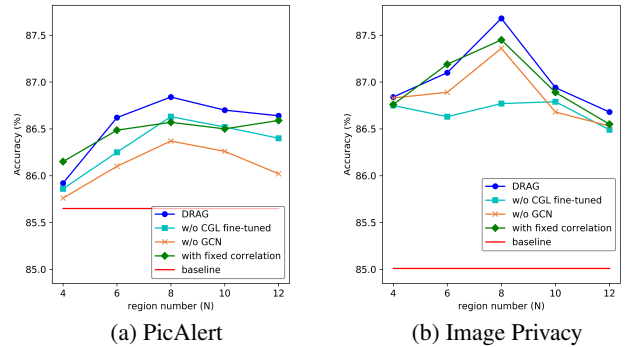 87.5
87.0
86.5
86.0
85.5
85.0
Accuracy (%)
4 6 8 10 12
region number (N)
DRAG
w/o CGL fine-tuned
w/o GCN
with fixed correlation
baseline
(a) PicAlert
87.5
87.0
86.5
86.0
85.5
85.0
Accuracy (%)
4 6 8 10 12
region number (N)
DRAG
w/o CGL fine-tuned
w/o GCN
with fixed correlation
baseline
(b) Image Privacy